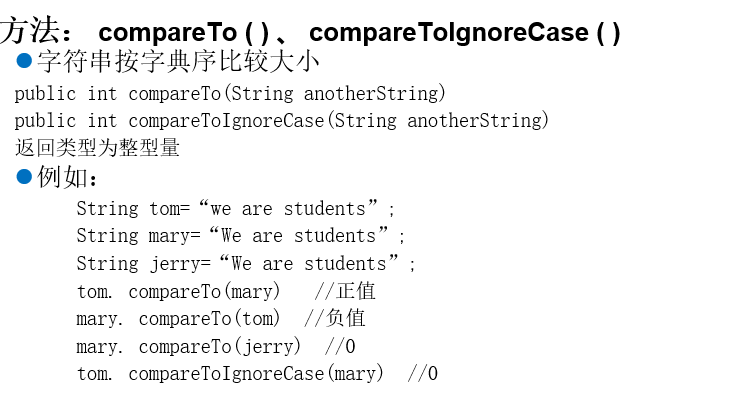 方法： compareTo ( ) 、 compareToIgnoreCase ( )
●字符串按字典序比较大小
public int compareTo(String anotherString)
public int compareToIgnoreCase(String anotherString)
返回类型为整型量
●例如：
String tom=“we are students”;
String mary=“We are students”;
String jerry=“We are students”;
tom. compareTo(mary) //正值
mary. compareTo(tom) //负值
mary. compareTo(jerry) //0
tom. compareToIgnoreCase(mary) //0